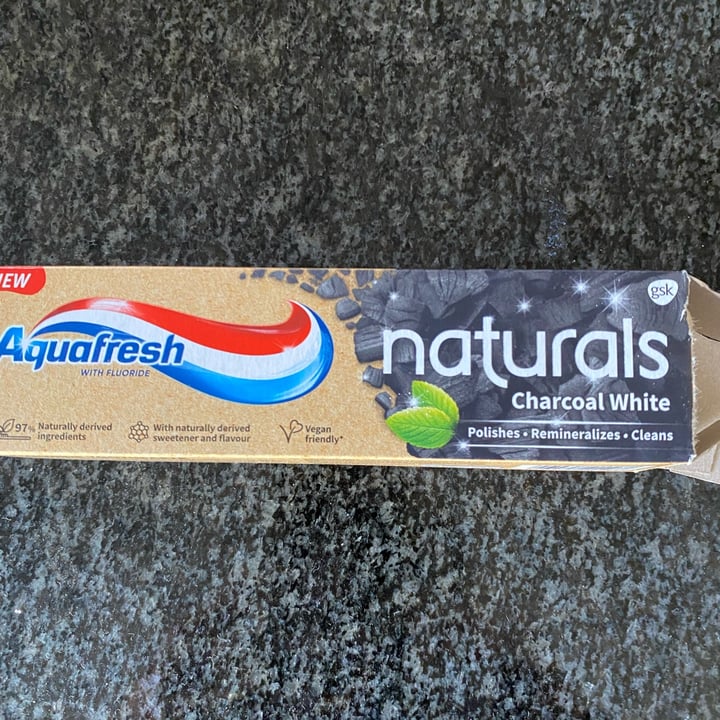 NEW
Aquafresh
WITH FLUORIDE
97% Naturally derived
ingredients
With naturally derived
sweetener and flavour
Vegan
friendly*
gsk
naturals
Charcoal White
Polishes • Remineralizes • Cleans